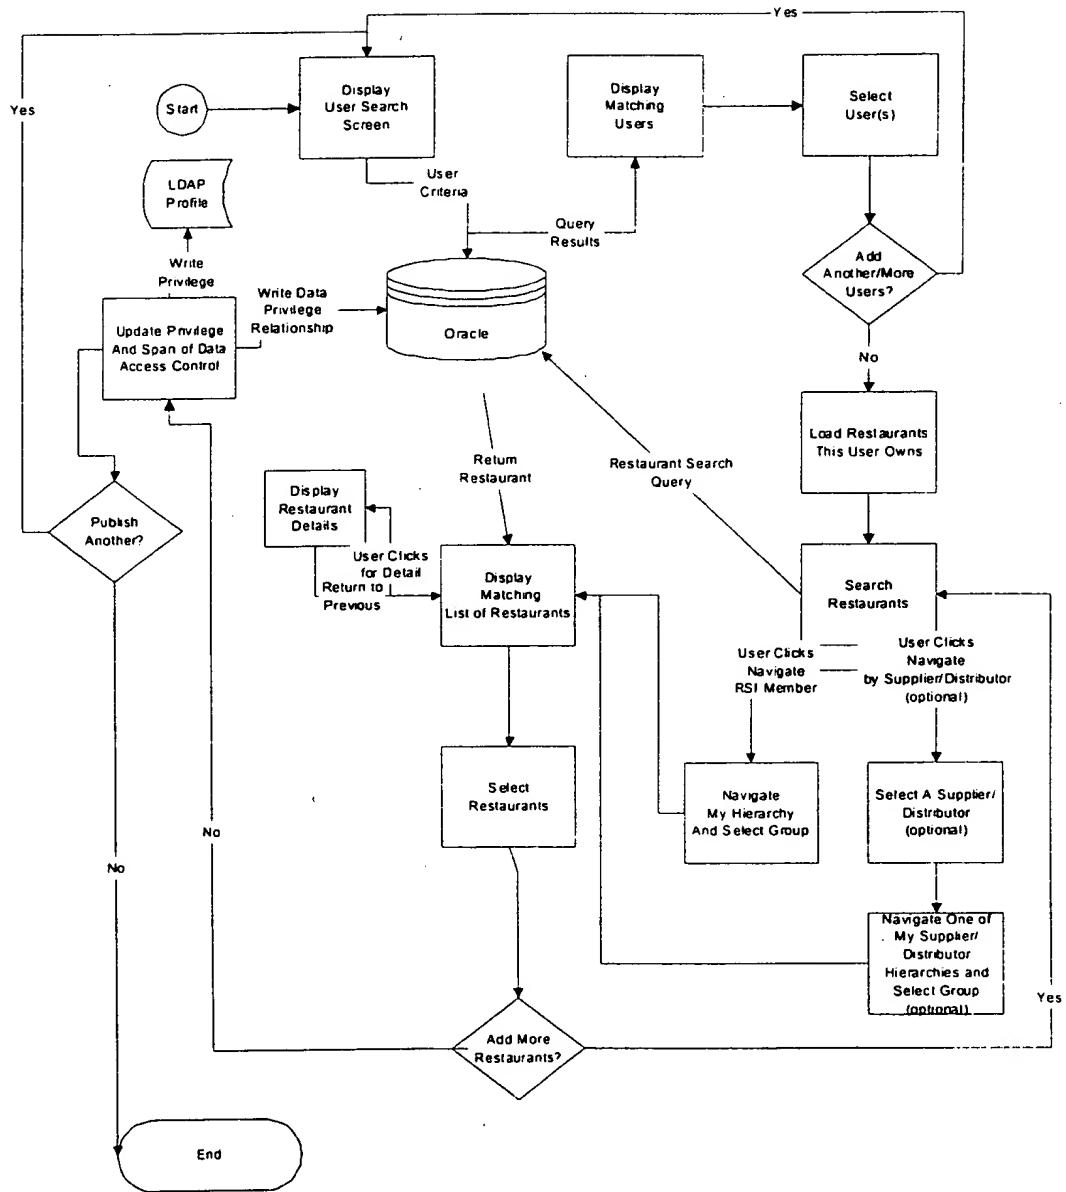 Yes
Yes
Start
Display
User Search
Screen
Display
Matching
Users
Select
User(s)
LDAP
Profile
User
Criteria
Query
Results
Write
Privilege
Add
Another/More
Users?
Write Data
Privilege
Relationship
Update Privilege
And Span of Data
Access Control
Oracle
No
Load Restaurants
This User Owns
Return
Restaurant
Restaurant Search
Query
Display
Restaurant
Details
Publish
Another?
User Clicks
for Detail
Return to
Previous
Display
Matching
List of Restaurants
Search
Restaurants
User Clicks
Navigate
RSI Member
User Clicks
Navigate
by Supplier/Distributor
(optional)
Select
Restaurants
Navigate
My Hierarchy
And Select Group
Select A Supplier/
Distributor
(optional)
No
No
Navigate One of
My Supplier/
Distributor
Hierarchies and
Select Group
(optional)
Yes
Add More
Restaurants?
End